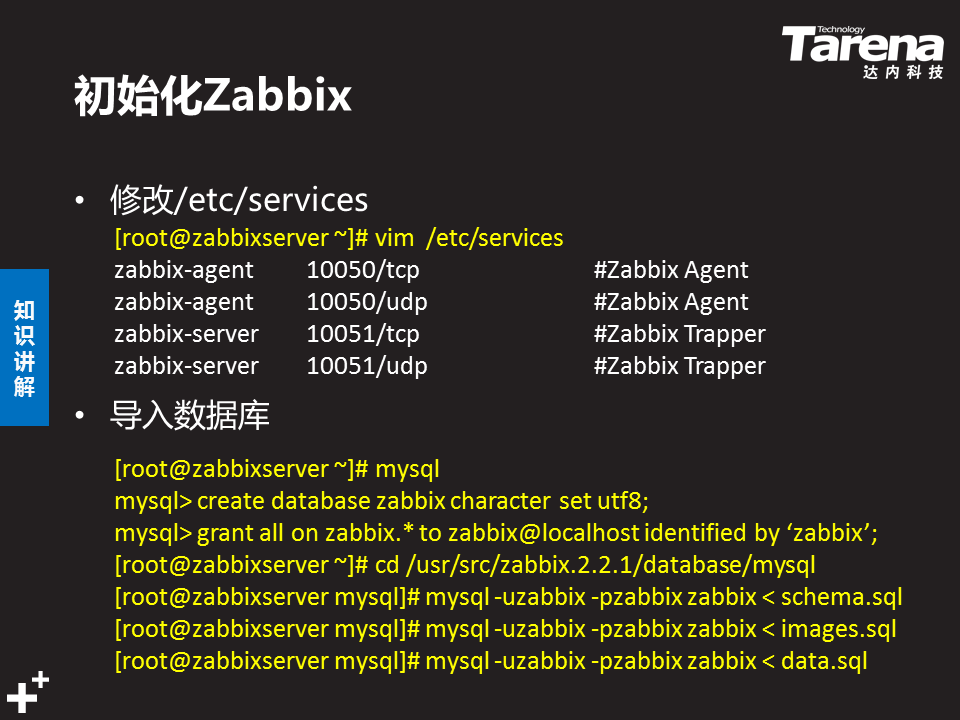 Technology
Tarena
达内科技
初始化Zabbix
• 修改/etc/services
[root@zabbixserver ~]# vim /etc/services
zabbix-agent 10050/tcp #Zabbix Agent
zabbix-agent 10050/udp #Zabbix Agent
zabbix-server 10051/tcp #Zabbix Trapper
zabbix-server 10051/udp #Zabbix Trapper
知
识
讲
解
• 导入数据库
[root@zabbixserver ~]# mysql
mysql> create database zabbix character set utf8;
mysql> grant all on zabbix.* to zabbix@localhost identified by ‘zabbix’;
[root@zabbixserver ~]# cd /usr/src/zabbix.2.2.1/database/mysql
[root@zabbixserver mysql]# mysql -uzabbix -pzabbix zabbix < schema.sql
[root@zabbixserver mysql]# mysql -uzabbix -pzabbix zabbix < images.sql
[root@zabbixserver mysql]# mysql -uzabbix -pzabbix zabbix < data.sql